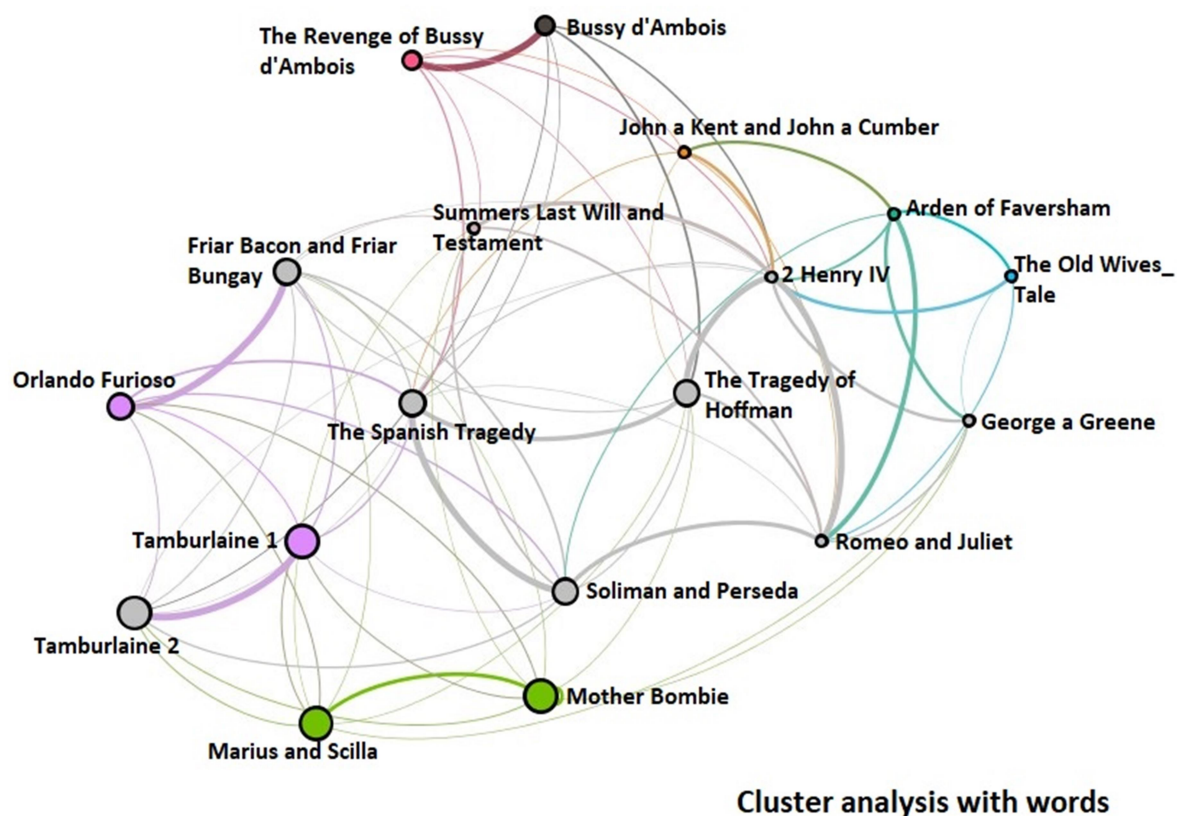 The Revenge of Bussy
d'Ambois
Bussy d'Ambois
John a Kent and John a Cumber
Summers Last Will and
Testament
Arden of Faversham
Friar Bacon and Friar
Bungay
2 Henry IV
The Old Wives_
Tale
Orlando Furioso
The Spanish Tragedy
The Tragedy of
Hoffman
George a Greene
Tamburlaine 1
Romeo and Juliet
Soliman and Perseda
Tamburlaine 2
Mother Bombie
Marius and Scilla
Cluster analysis with words